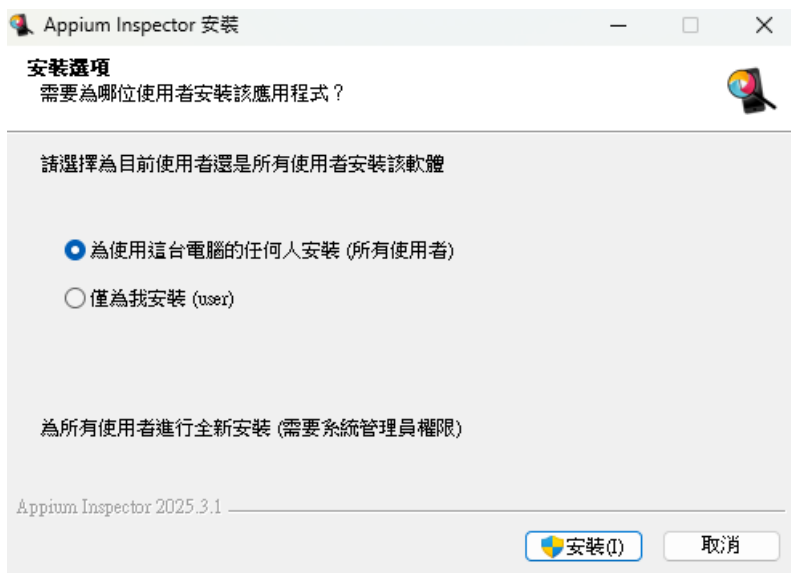 Appium Inspector 安裝
安裝選項
需要為哪位使用者安裝該應用程式？
請選擇為目前使用者還是所有使用者安裝該軟體
為使用這台電腦的任何人安裝 (所有使用者)
僅為我安裝 (user)
為所有使用者進行全新安裝 (需要系統管理員權限)
Appium Inspector 2025.3.1
安裝(I)
取消